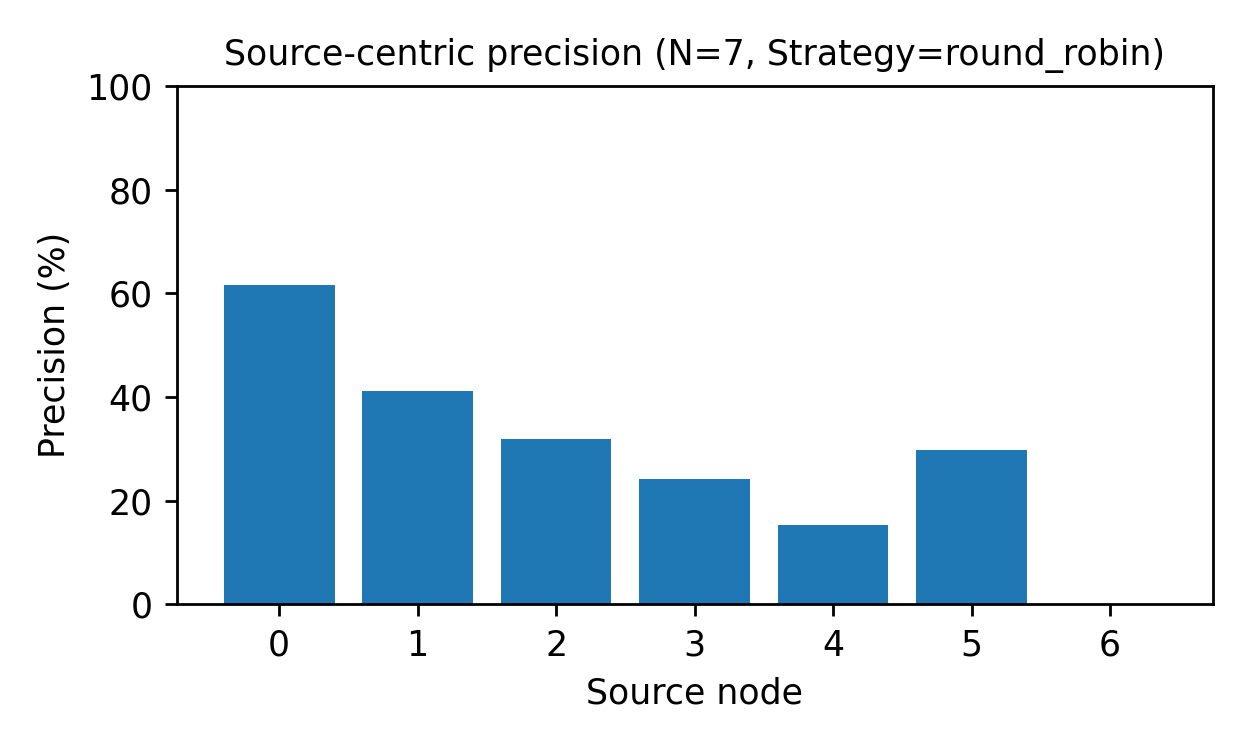 Source-centric precision (N=7, Strategy=round_robin)
100
80
60
40
20
0
Precision (%)
0 1 2 3 4 5 6
Source node